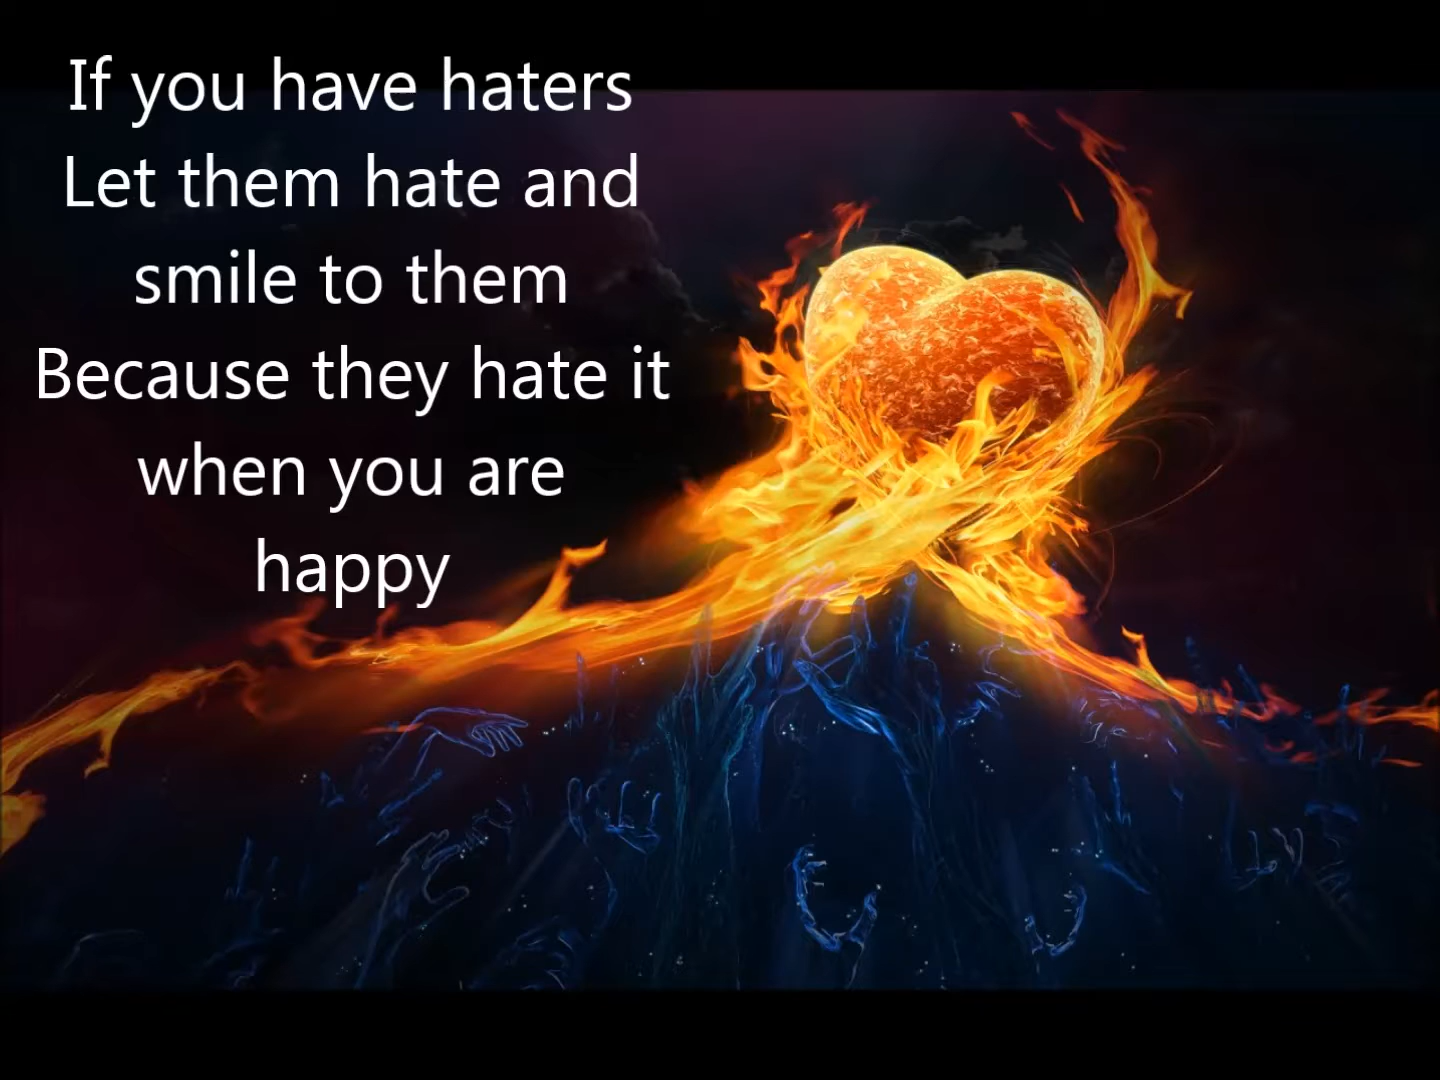 If you have haters
Let them hate and
smile to them
Because they hate it
when you are
happy